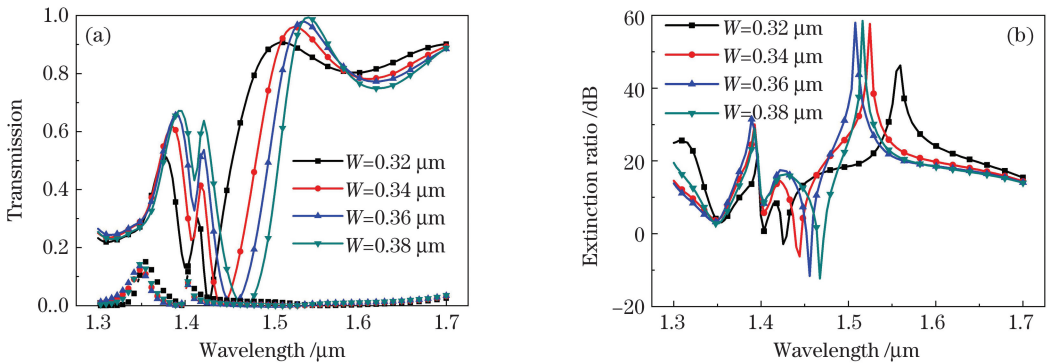 (a)
1.0
0.8
0.6
0.4
0.2
0.0
Transmission
W=0.32 μm
W=0.34 μm
W=0.36 μm
W=0.38 μm
1.3 1.4 1.5 1.6 1.7
Wavelength /μm
(b)
60
40
20
0
−20
Extinction ratio /dB
W=0.32 μm
W=0.34 μm
W=0.36 μm
W=0.38 μm
1.3 1.4 1.5 1.6 1.7
Wavelength /μm